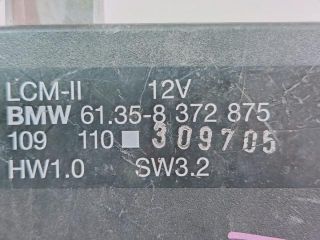 LCM-II 12V
BMW 61.35-8 372 875
109 110 ■ 309705
HW1.0 SW3.2